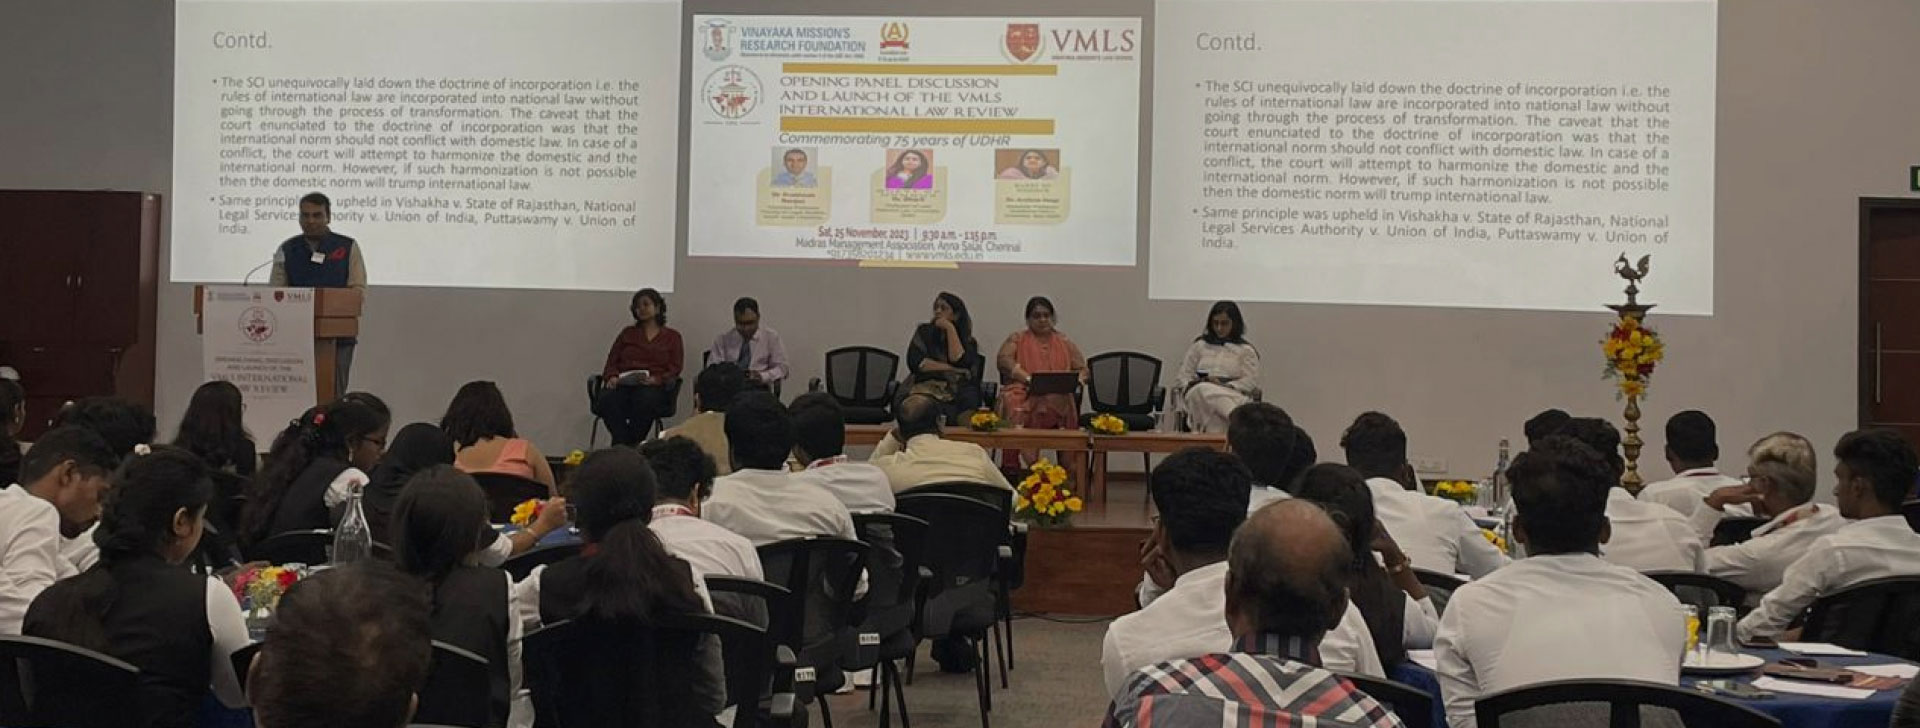 Contd.
• The SCI unequivocally laid down the doctrine of incorporation i.e. the
rules of international law are incorporated into national law without
going through the process of transformation. The caveat that the
court enunciated to the doctrine of incorporation was that the
international norm should not conflict with domestic law. In case of a
conflict, the court will attempt to harmonize the domestic and the
international norm. However, if such harmonization is not possible
then the domestic norm will trump international law.
• Same upheld in Vishakha v. State of Rajasthan, National
Legal Services v. Union of India, Puttaswamy v. Union of
India.
VINAYAKA MISSION'S
RESEARCH FOUNDATION
VMLS
OPENING PANEL DISCUSSION
AND LAUNCH OF THE VMLS
INTERNATIONAL LAW REVIEW
Commemorating 75 years of UDHR
Sat, 25 November, 2023 | 9:30 a.m. - 1:15 p.m.
Madras Management Association, Anna Salai, Chennai
www.vmls.edu.in
Contd.
• The SCI unequivocally laid down the doctrine of incorporation i.e. the
rules of international law are incorporated into national law without
going through the process of transformation. The caveat that the
court enunciated to the doctrine of incorporation was that the
international norm should not conflict with domestic law. In case of a
conflict, the court will attempt to harmonize the domestic and the
international norm. However, if such harmonization is not possible
then the domestic norm will trump international law.
• Same principle was upheld in Vishakha v. State of Rajasthan, National
Legal Services Authority v. Union of India, Puttaswamy v. Union of
India.
VMLS
VMLS INTERNATIONAL
LAW REVIEW